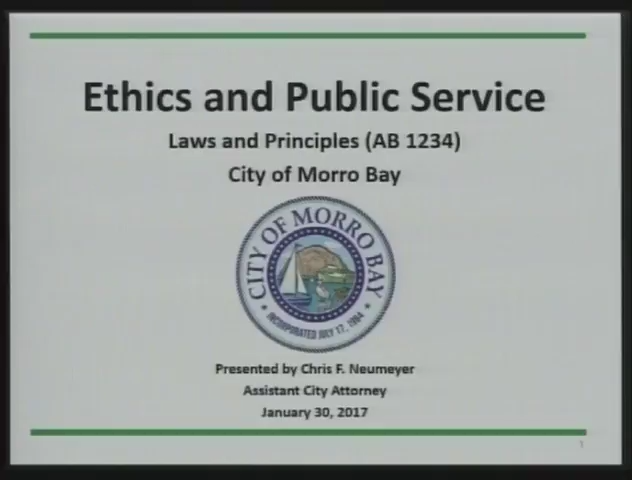 Ethics and Public Service
Laws and Principles (AB 1234)
City of Morro Bay
CITY OF MORRO BAY
INCORPORATED JULY 17, 1964
Presented by Chris F. Neumeyer
Assistant City Attorney
January 30, 2017
1